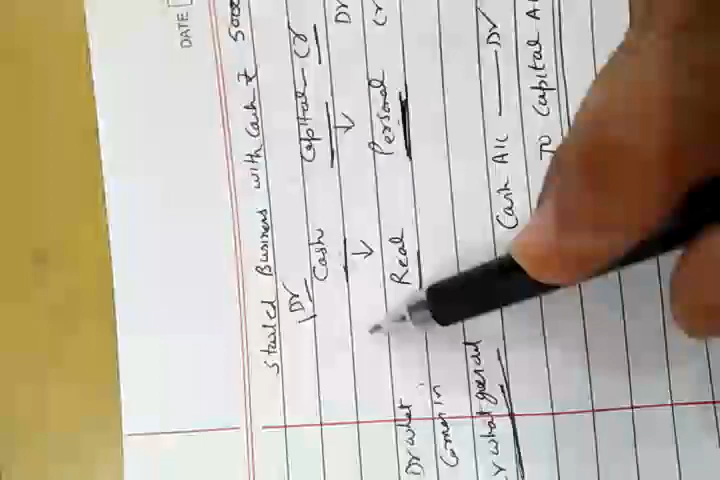 DATE
Started Business with Cash ₹ 5000
Dr Cash Capital Cr
↓ ↓ Dr
Real Personal Cr
Dr what
comes in
Cash A/c —— Dr
r what goes out
To Capital A/